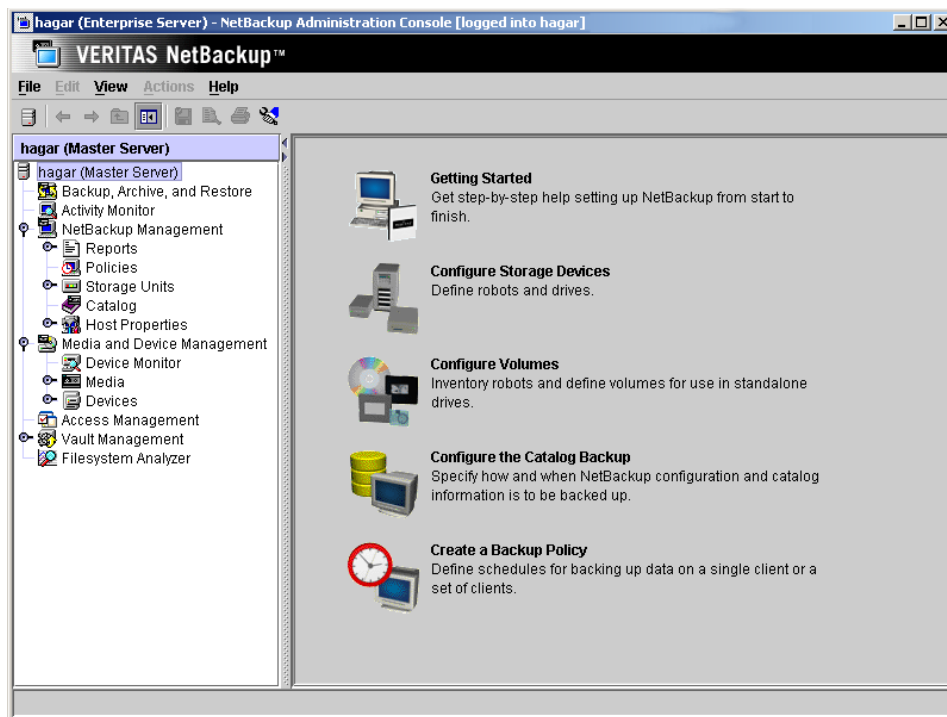 hagar (Enterprise Server) - NetBackup Administration Console [logged into hagar]
VERITAS NetBackup™
File Edit View Actions Help
hagar (Master Server)
hagar (Master Server)
Backup, Archive, and Restore
Activity Monitor
NetBackup Management
Reports
Policies
Storage Units
Catalog
Host Properties
Media and Device Management
Device Monitor
Media
Devices
Access Management
Vault Management
Filesystem Analyzer
Getting Started
Get step-by-step help setting up NetBackup from start to
finish.
Configure Storage Devices
Define robots and drives.
Configure Volumes
Inventory robots and define volumes for use in standalone
drives.
Configure the Catalog Backup
Specify how and when NetBackup configuration and catalog
information is to be backed up.
Create a Backup Policy
Define schedules for backing up data on a single client or a
set of clients.